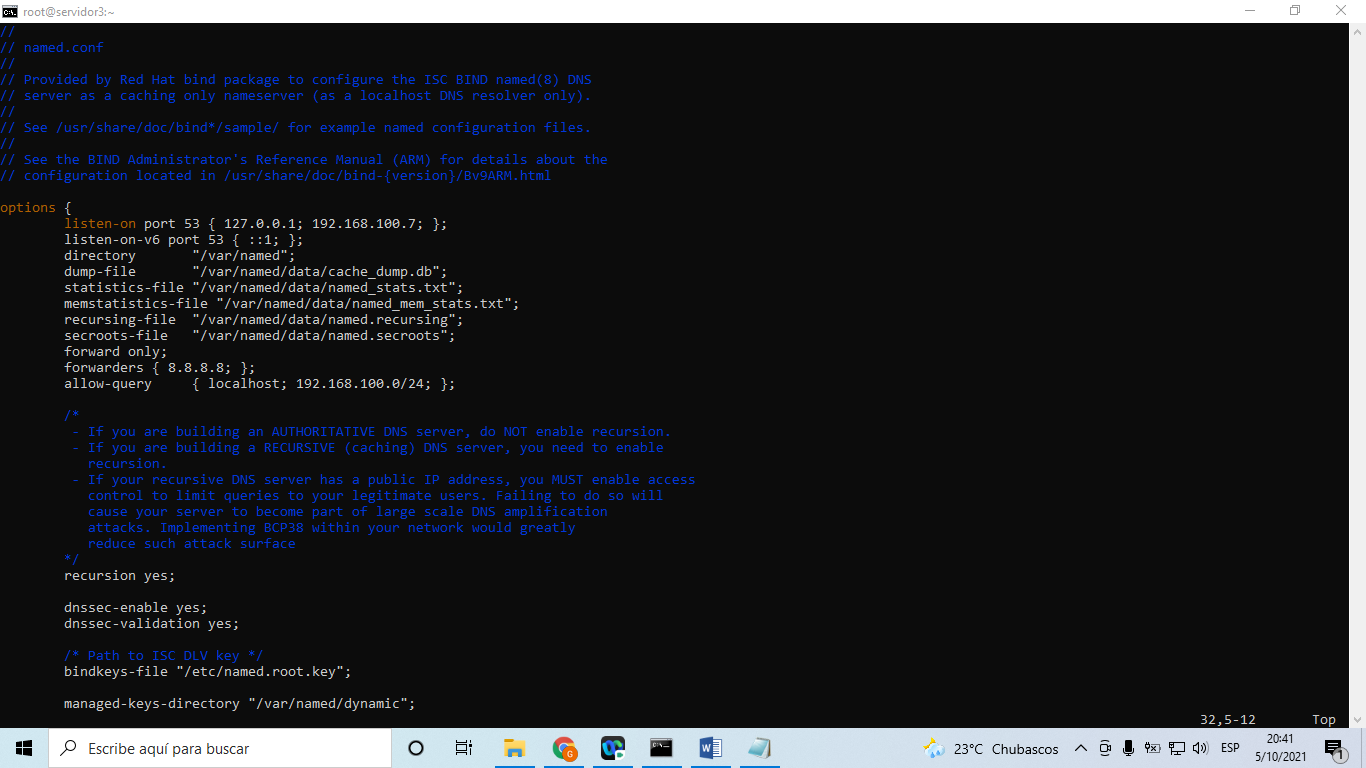 root@servidor3:~
//
// named.conf
//
// Provided by Red Hat bind package to configure the ISC BIND named(8) DNS
// server as a caching only nameserver (as a localhost DNS resolver only).
//
// See /usr/share/doc/bind*/sample/ for example named configuration files.
//
// See the BIND Administrator's Reference Manual (ARM) for details about the
// configuration located in /usr/share/doc/bind-{version}/Bv9ARM.html

options {
        listen-on port 53 { 127.0.0.1; 192.168.100.7; };
        listen-on-v6 port 53 { ::1; };
        directory       "/var/named";
        dump-file       "/var/named/data/cache_dump.db";
        statistics-file "/var/named/data/named_stats.txt";
        memstatistics-file "/var/named/data/named_mem_stats.txt";
        recursing-file  "/var/named/data/named.recursing";
        secroots-file   "/var/named/data/named.secroots";
        forward only;
        forwarders { 8.8.8.8; };
        allow-query     { localhost; 192.168.100.0/24; };

        /*
         - If you are building an AUTHORITATIVE DNS server, do NOT enable recursion.
         - If you are building a RECURSIVE (caching) DNS server, you need to enable
           recursion.
         - If your recursive DNS server has a public IP address, you MUST enable access
           control to limit queries to your legitimate users. Failing to do so will
           cause your server to become part of large scale DNS amplification
           attacks. Implementing BCP38 within your network would greatly
           reduce such attack surface
        */
        recursion yes;

        dnssec-enable yes;
        dnssec-validation yes;

        /* Path to ISC DLV key */
        bindkeys-file "/etc/named.root.key";

        managed-keys-directory "/var/named/dynamic";
32,5-12 Top
Escribe aquí para buscar
23°C Chubascos
ESP
20:41
5/10/2021
1